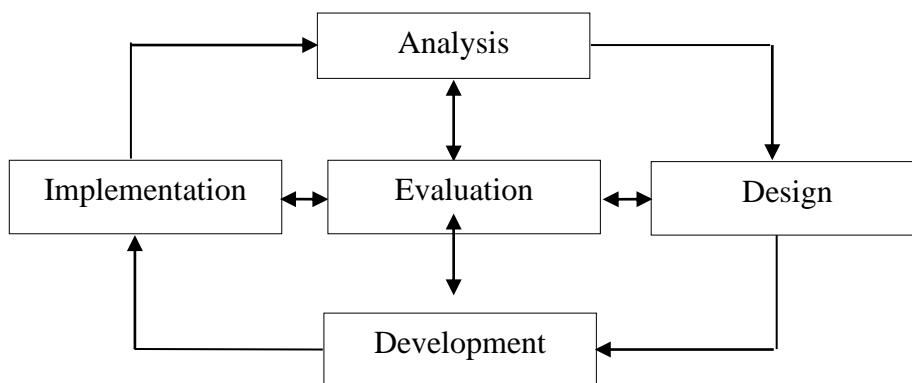 Analysis
Implementation
Evaluation
Design
Development